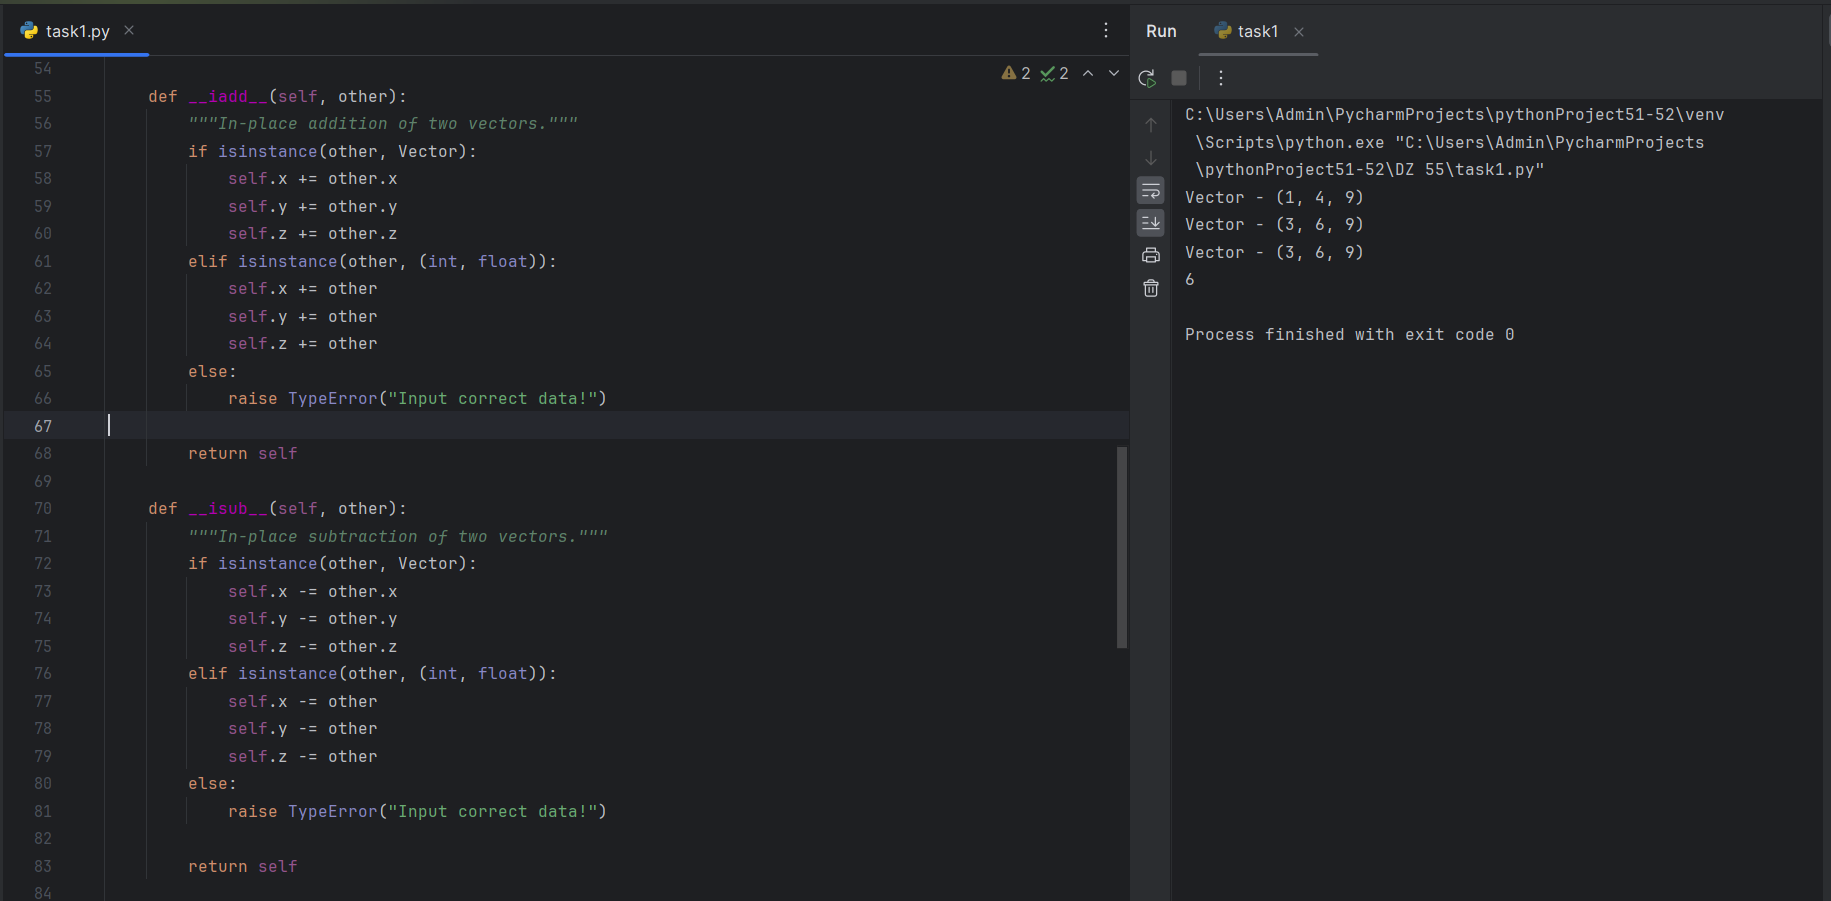 task1.py
2 2
54
55 def __iadd__(self, other):
56 """In-place addition of two vectors."""
57 if isinstance(other, Vector):
58 self.x += other.x
59 self.y += other.y
60 self.z += other.z
61 elif isinstance(other, (int, float)):
62 self.x += other
63 self.y += other
64 self.z += other
65 else:
66 raise TypeError("Input correct data!")
67
68 return self
69
70 def __isub__(self, other):
71 """In-place subtraction of two vectors."""
72 if isinstance(other, Vector):
73 self.x -= other.x
74 self.y -= other.y
75 self.z -= other.z
76 elif isinstance(other, (int, float)):
77 self.x -= other
78 self.y -= other
79 self.z -= other
80 else:
81 raise TypeError("Input correct data!")
82
83 return self
84
Run task1
C:\Users\Admin\PycharmProjects\pythonProject51-52\venv
\Scripts\python.exe "C:\Users\Admin\PycharmProjects
\pythonProject51-52\DZ 55\task1.py"
Vector - (1, 4, 9)
Vector - (3, 6, 9)
Vector - (3, 6, 9)
6
Process finished with exit code 0